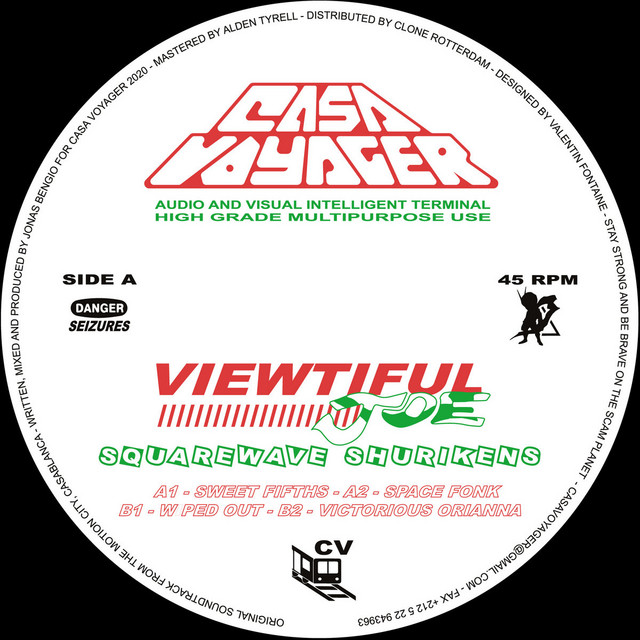 ORIGINAL SOUNDTRACK FROM THE MOTION CITY, CASABLANCA - WRITTEN, MIXED AND PRODUCED BY JONAS BENGIO FOR CASA VOYAGER 2020 - MASTERED BY ALDEN TYRELL - DISTRIBUTED BY CLONE ROTTERDAM - DESIGNED BY VALENTIN FONTAINE - STAY STRONG AND BE BRAVE ON THE SCAM PLANET - CASAVOYAGER@GMAIL.COM - FAX +212 5 22 943963
CASA
VOYAGER
AUDIO AND VISUAL INTELLIGENT TERMINAL
HIGH GRADE MULTIPURPOSE USE
SIDE A
45 RPM
DANGER
SEIZURES
VIEWTIFUL
JOE
SQUAREWAVE SHURIKENS
A1 - SWEET FIFTHS - A2 - SPACE FONK
B1 - W PED OUT - B2 - VICTORIOUS ORIANNA
CV